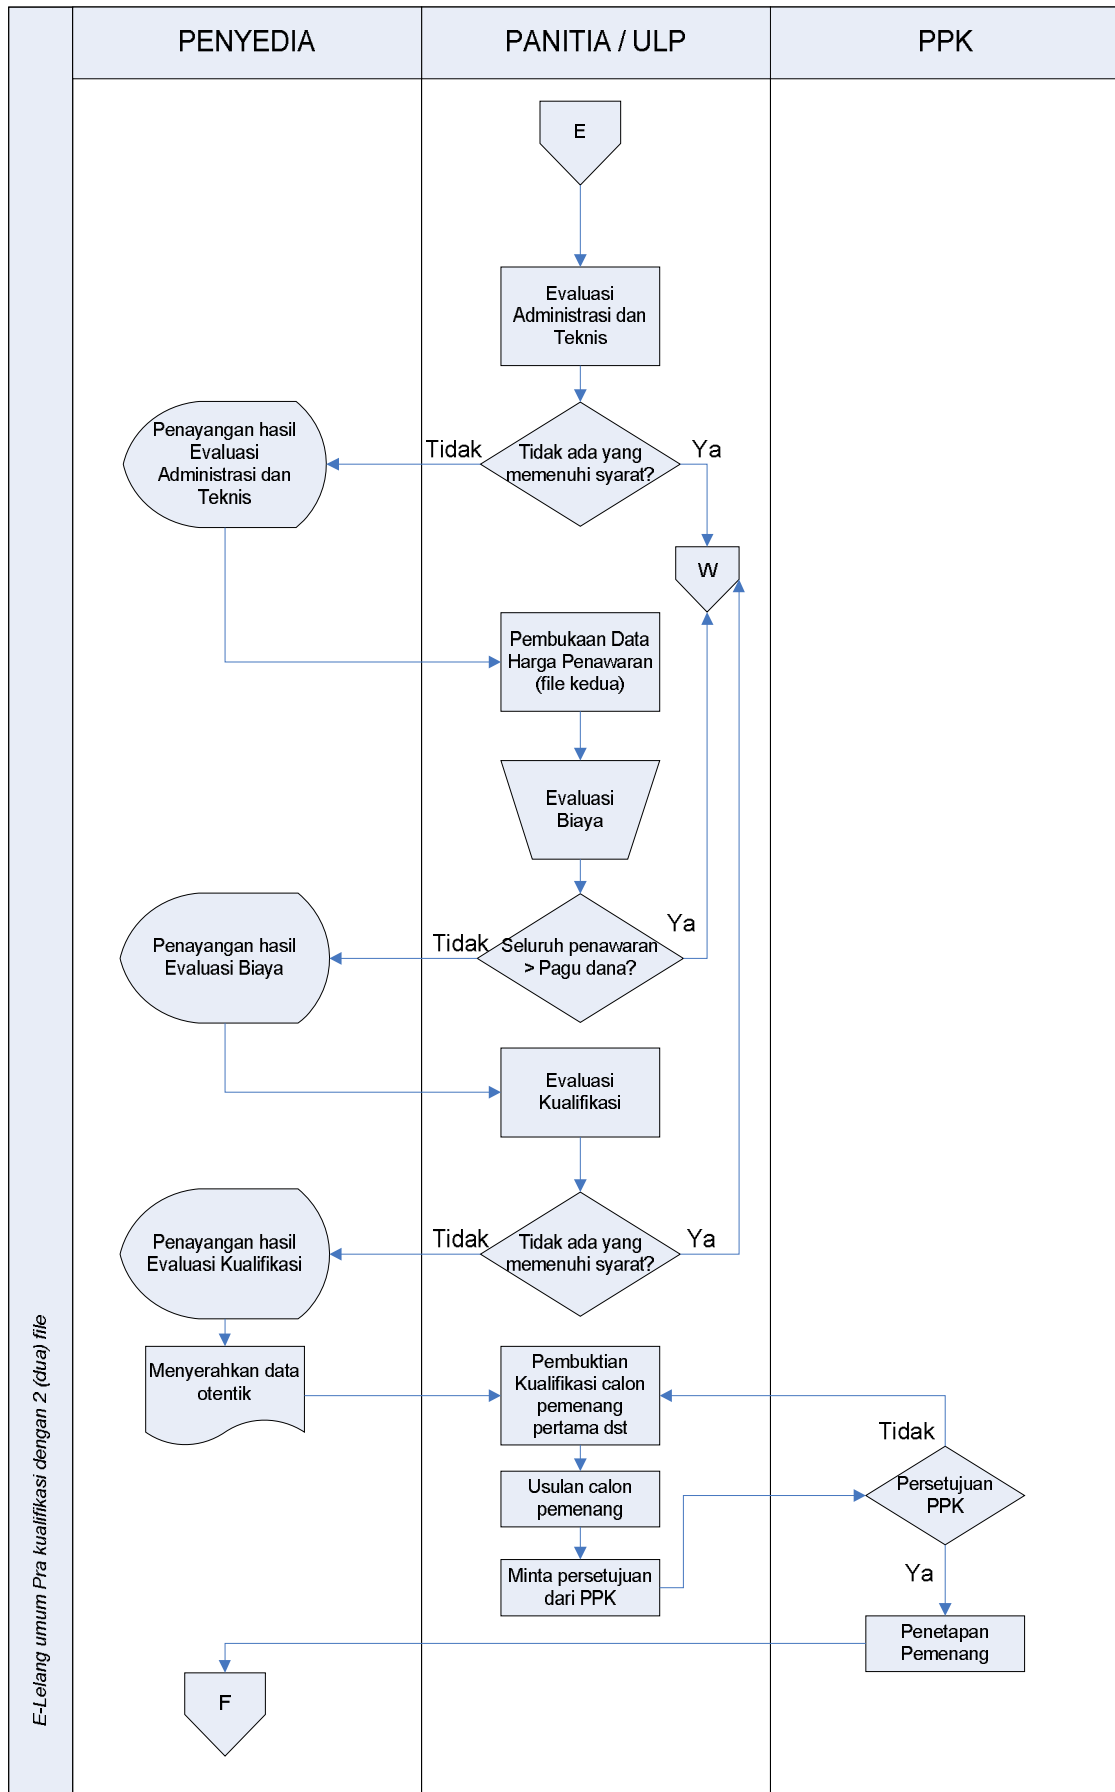 PENYEDIA
PANITIA / ULP
PPK
E
Evaluasi
Administrasi dan
Teknis
Penayangan hasil
Evaluasi
Administrasi dan
Teknis
Tidak
Tidak ada yang
memenuhi syarat?
Ya
W
Pembukaan Data
Harga Penawaran
(file kedua)
Evaluasi
Biaya
Penayangan hasil
Evaluasi Biaya
Tidak
Seluruh penawaran
> Pagu dana?
Ya
Evaluasi
Kualifikasi
Penayangan hasil
Evaluasi Kualifikasi
Tidak
Tidak ada yang
memenuhi syarat?
Ya
Menyerahkan data
otentik
Pembuktian
Kualifikasi calon
pemenang
pertama dst
Tidak
Usulan calon
pemenang
Persetujuan
PPK
Minta persetujuan
dari PPK
Ya
Penetapan
Pemenang
F
E-Lelang umum Pra kualifikasi dengan 2 (dua) file